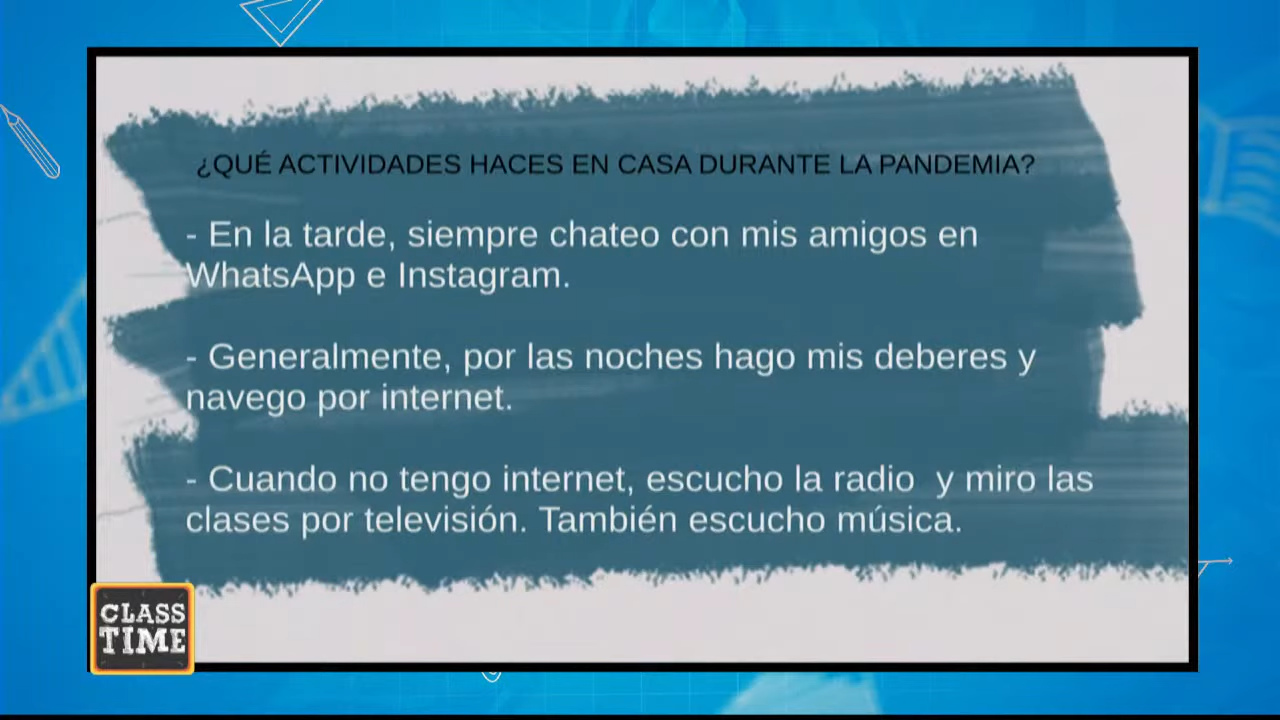 ¿QUÉ ACTIVIDADES HACES EN CASA DURANTE LA PANDEMIA?
- En la tarde, siempre chateo con mis amigos en
WhatsApp e Instagram.
- Generalmente, por las noches hago mis deberes y
navego por internet.
- Cuando no tengo internet, escucho la radio  y miro las
clases por televisión. También escucho música.
CLASS
TIME